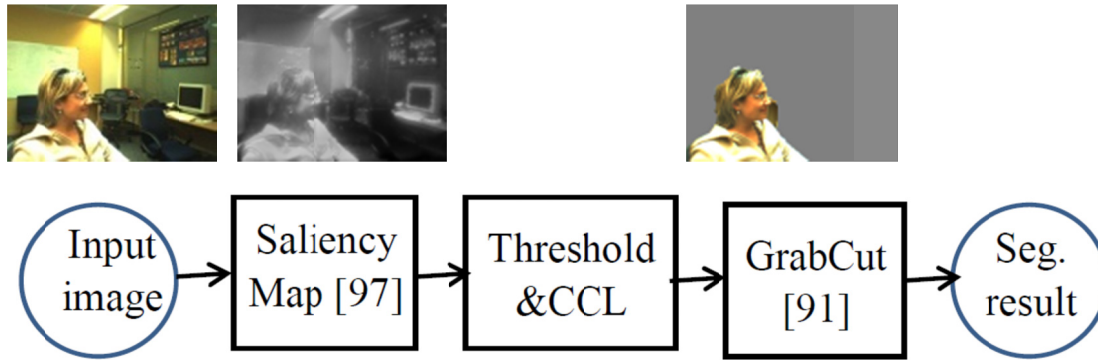 Input
image
Saliency
Map [97]
Threshold
&CCL
GrabCut
[91]
Seg.
result